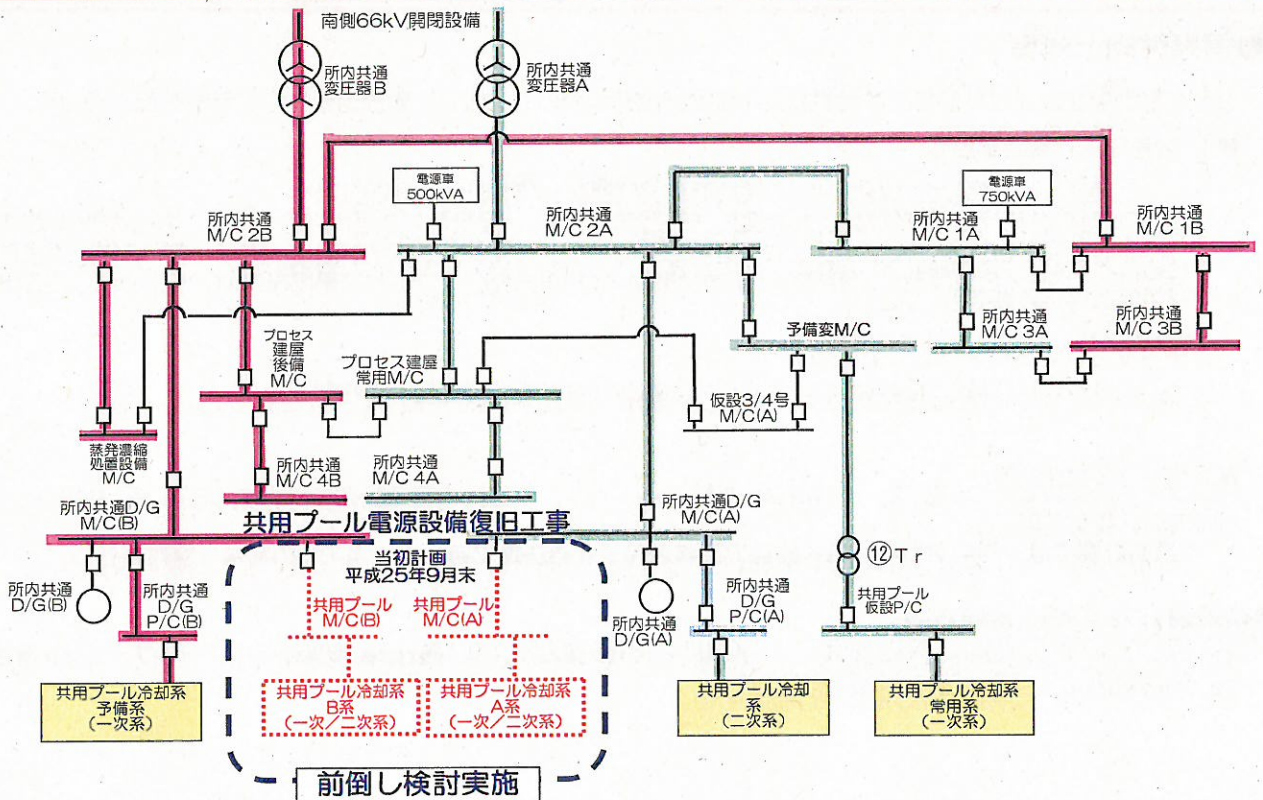 南側66kV開閉設備
所内共通
変圧器B
所内共通
変圧器A
電源車
500kVA
電源車
750kVA
所内共通
M/C 2B
所内共通
M/C 2A
所内共通
M/C 1A
所内共通
M/C 1B
プロセス
建屋
後備
M/C
プロセス建屋
常用M/C
予備変M/C
所内共通
M/C 3A
所内共通
M/C 3B
仮設3/4号
M/C(A)
蒸発濃縮
処置設備
M/C
所内共通
M/C 4B
所内共通
M/C 4A
所内共通D/G
M/C(B)
所内共通D/G
M/C(A)
共用プール電源設備復旧工事
当初計画
平成25年9月末
⑫Tr
共用プール
仮設P/C
所内共通
D/G(B)
所内共通
D/G
P/C(B)
共用プール
M/C(B)
共用プール
M/C(A)
所内共通
D/G(A)
所内共通
D/G
P/C(A)
共用プール冷却系
予備系
(一次系)
共用プール冷却系
B系
(一次/二次系)
共用プール冷却系
A系
(一次/二次系)
共用プール冷却
系
(二次系)
共用プール冷却系
常用系
(一次系)
前倒し検討実施